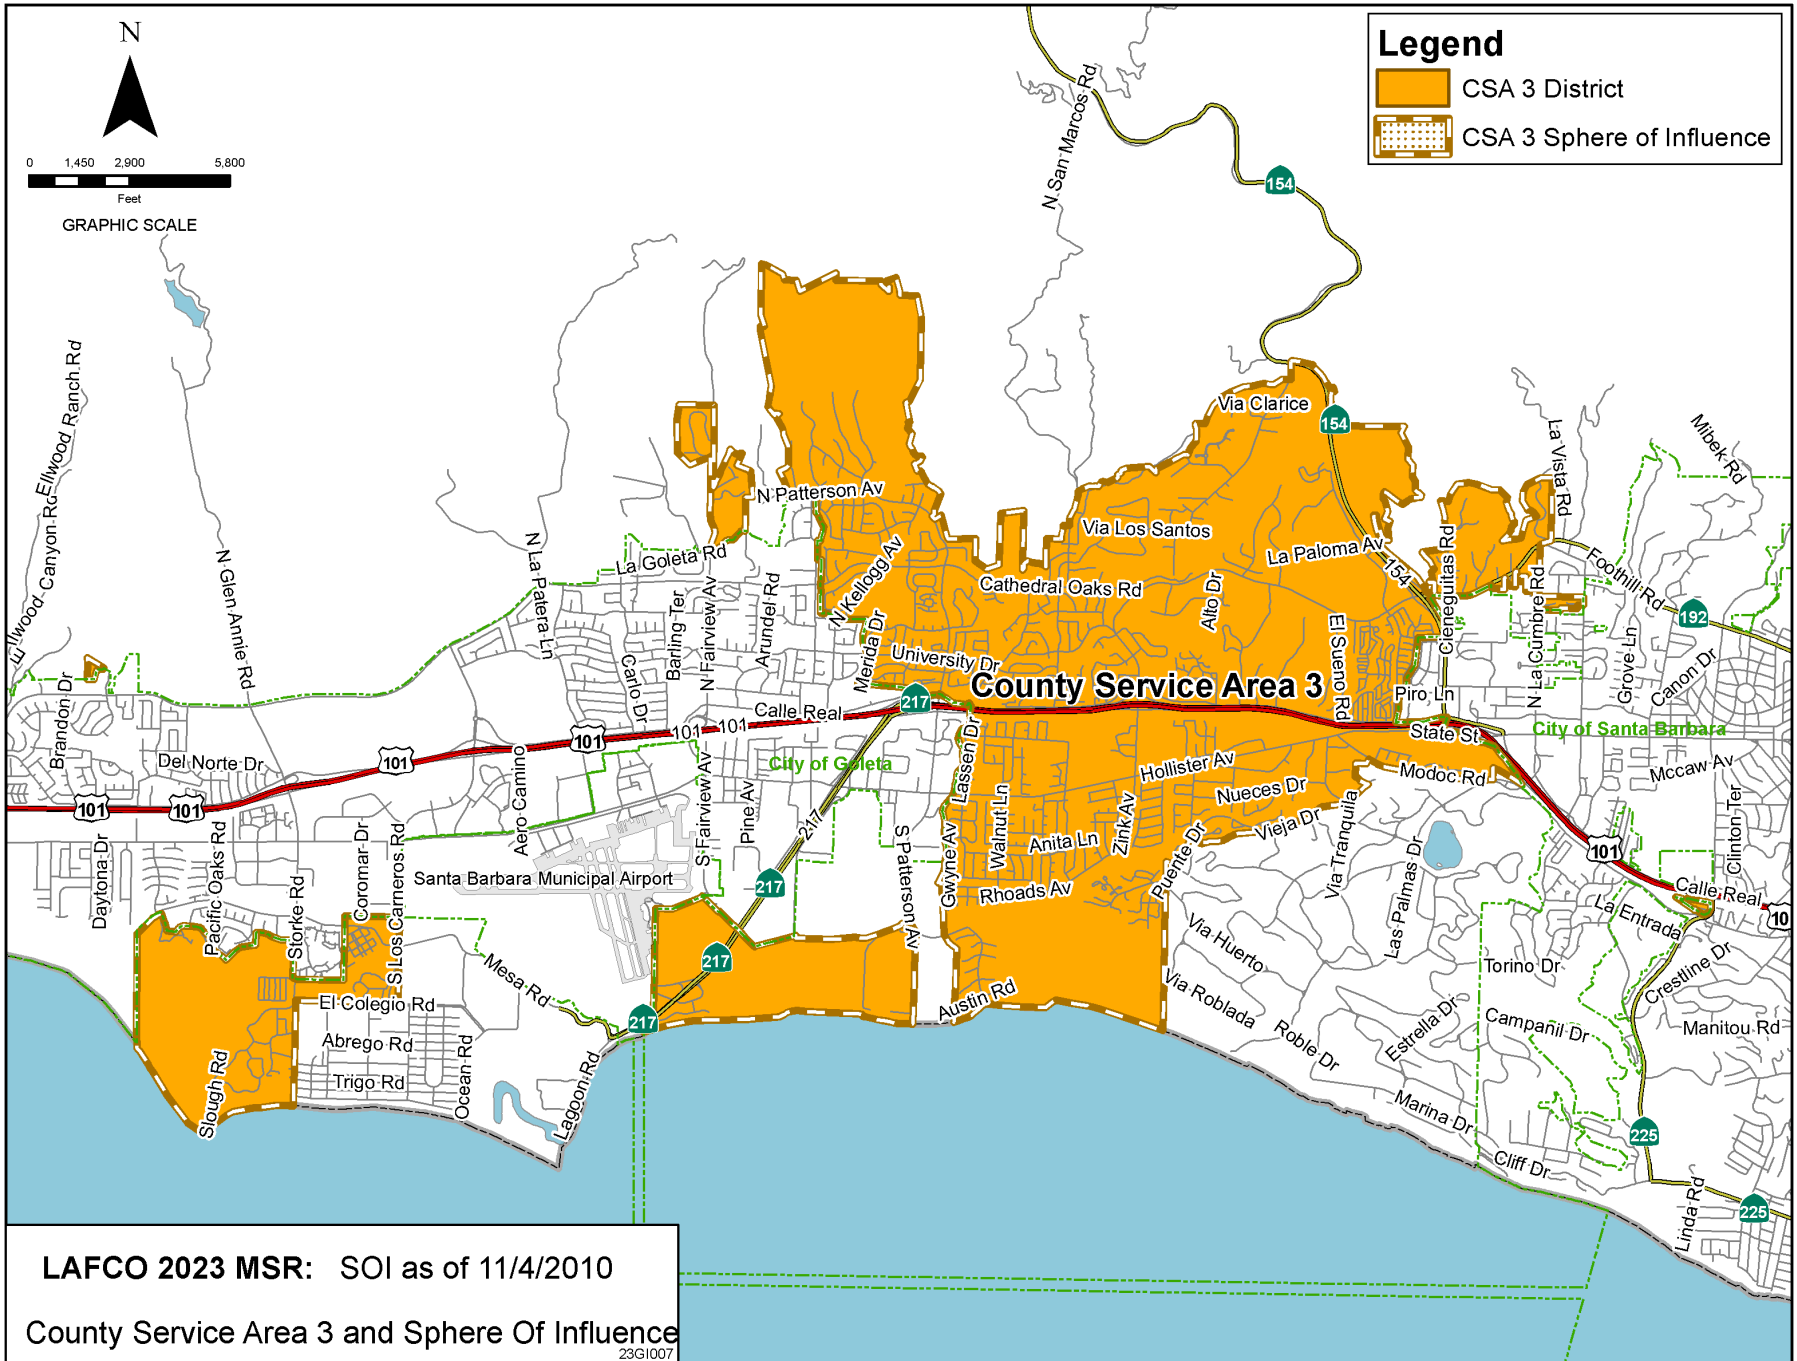 N
0 1,450 2,900 5,800
Feet
GRAPHIC SCALE
Legend
CSA 3 District
CSA 3 Sphere of Influence
N San Marcos Rd
154
Ellwood Ranch Rd
Ellwood Canyon Rd
N Glen Annie Rd
N La Patera Ln
La Goleta Rd
N Patterson Av
N Kellogg Av
Via Clarice
154
Via Los Santos
La Paloma Av
154
Cathedral Oaks Rd
Alto Dr
El Sueno Rd
Cieneguitas Rd
La Vista Rd
Mibek Rd
Foothill Rd
192
N La Cumbre Rd
Grove Ln
Canon Dr
Barling Ter
N Fairview Av
Arundel Rd
Carlo Dr
Merida Dr
University Dr
County Service Area 3
Piro Ln
217
Calle Real
101
101
101
101
101
101
Brandon Dr
Del Norte Dr
Aero Camino
City of Goleta
State St
City of Santa Barbara
Mccaw Av
Modoc Rd
Hollister Av
Nueces Dr
Vieja Dr
Lassen Dr
Walnut Ln
Zink Av
Anita Ln
Puente Dr
Via Tranquila
Las Palmas Dr
101
Clinton Ter
Calle Real
10
La Entrada
Daytona Dr
Pacific Oaks Rd
Storke Rd
Coromar Dr
S Los Carneros Rd
Santa Barbara Municipal Airport
S Fairview Av
Pine Av
217
217
S Patterson Av
Gwyne Av
Rhoads Av
217
Mesa Rd
217
Austin Rd
Via Huerto
Via Roblada
Roble Dr
Estrella Dr
Torino Dr
Campanil Dr
Crestline Dr
Manitou Rd
El Colegio Rd
Abrego Rd
Trigo Rd
Ocean Rd
Lagoon Rd
Slough Rd
Marina Dr
Cliff Dr
225
225
Linda Rd
LAFCO 2023 MSR: SOI as of 11/4/2010
County Service Area 3 and Sphere Of Influence
23GI007